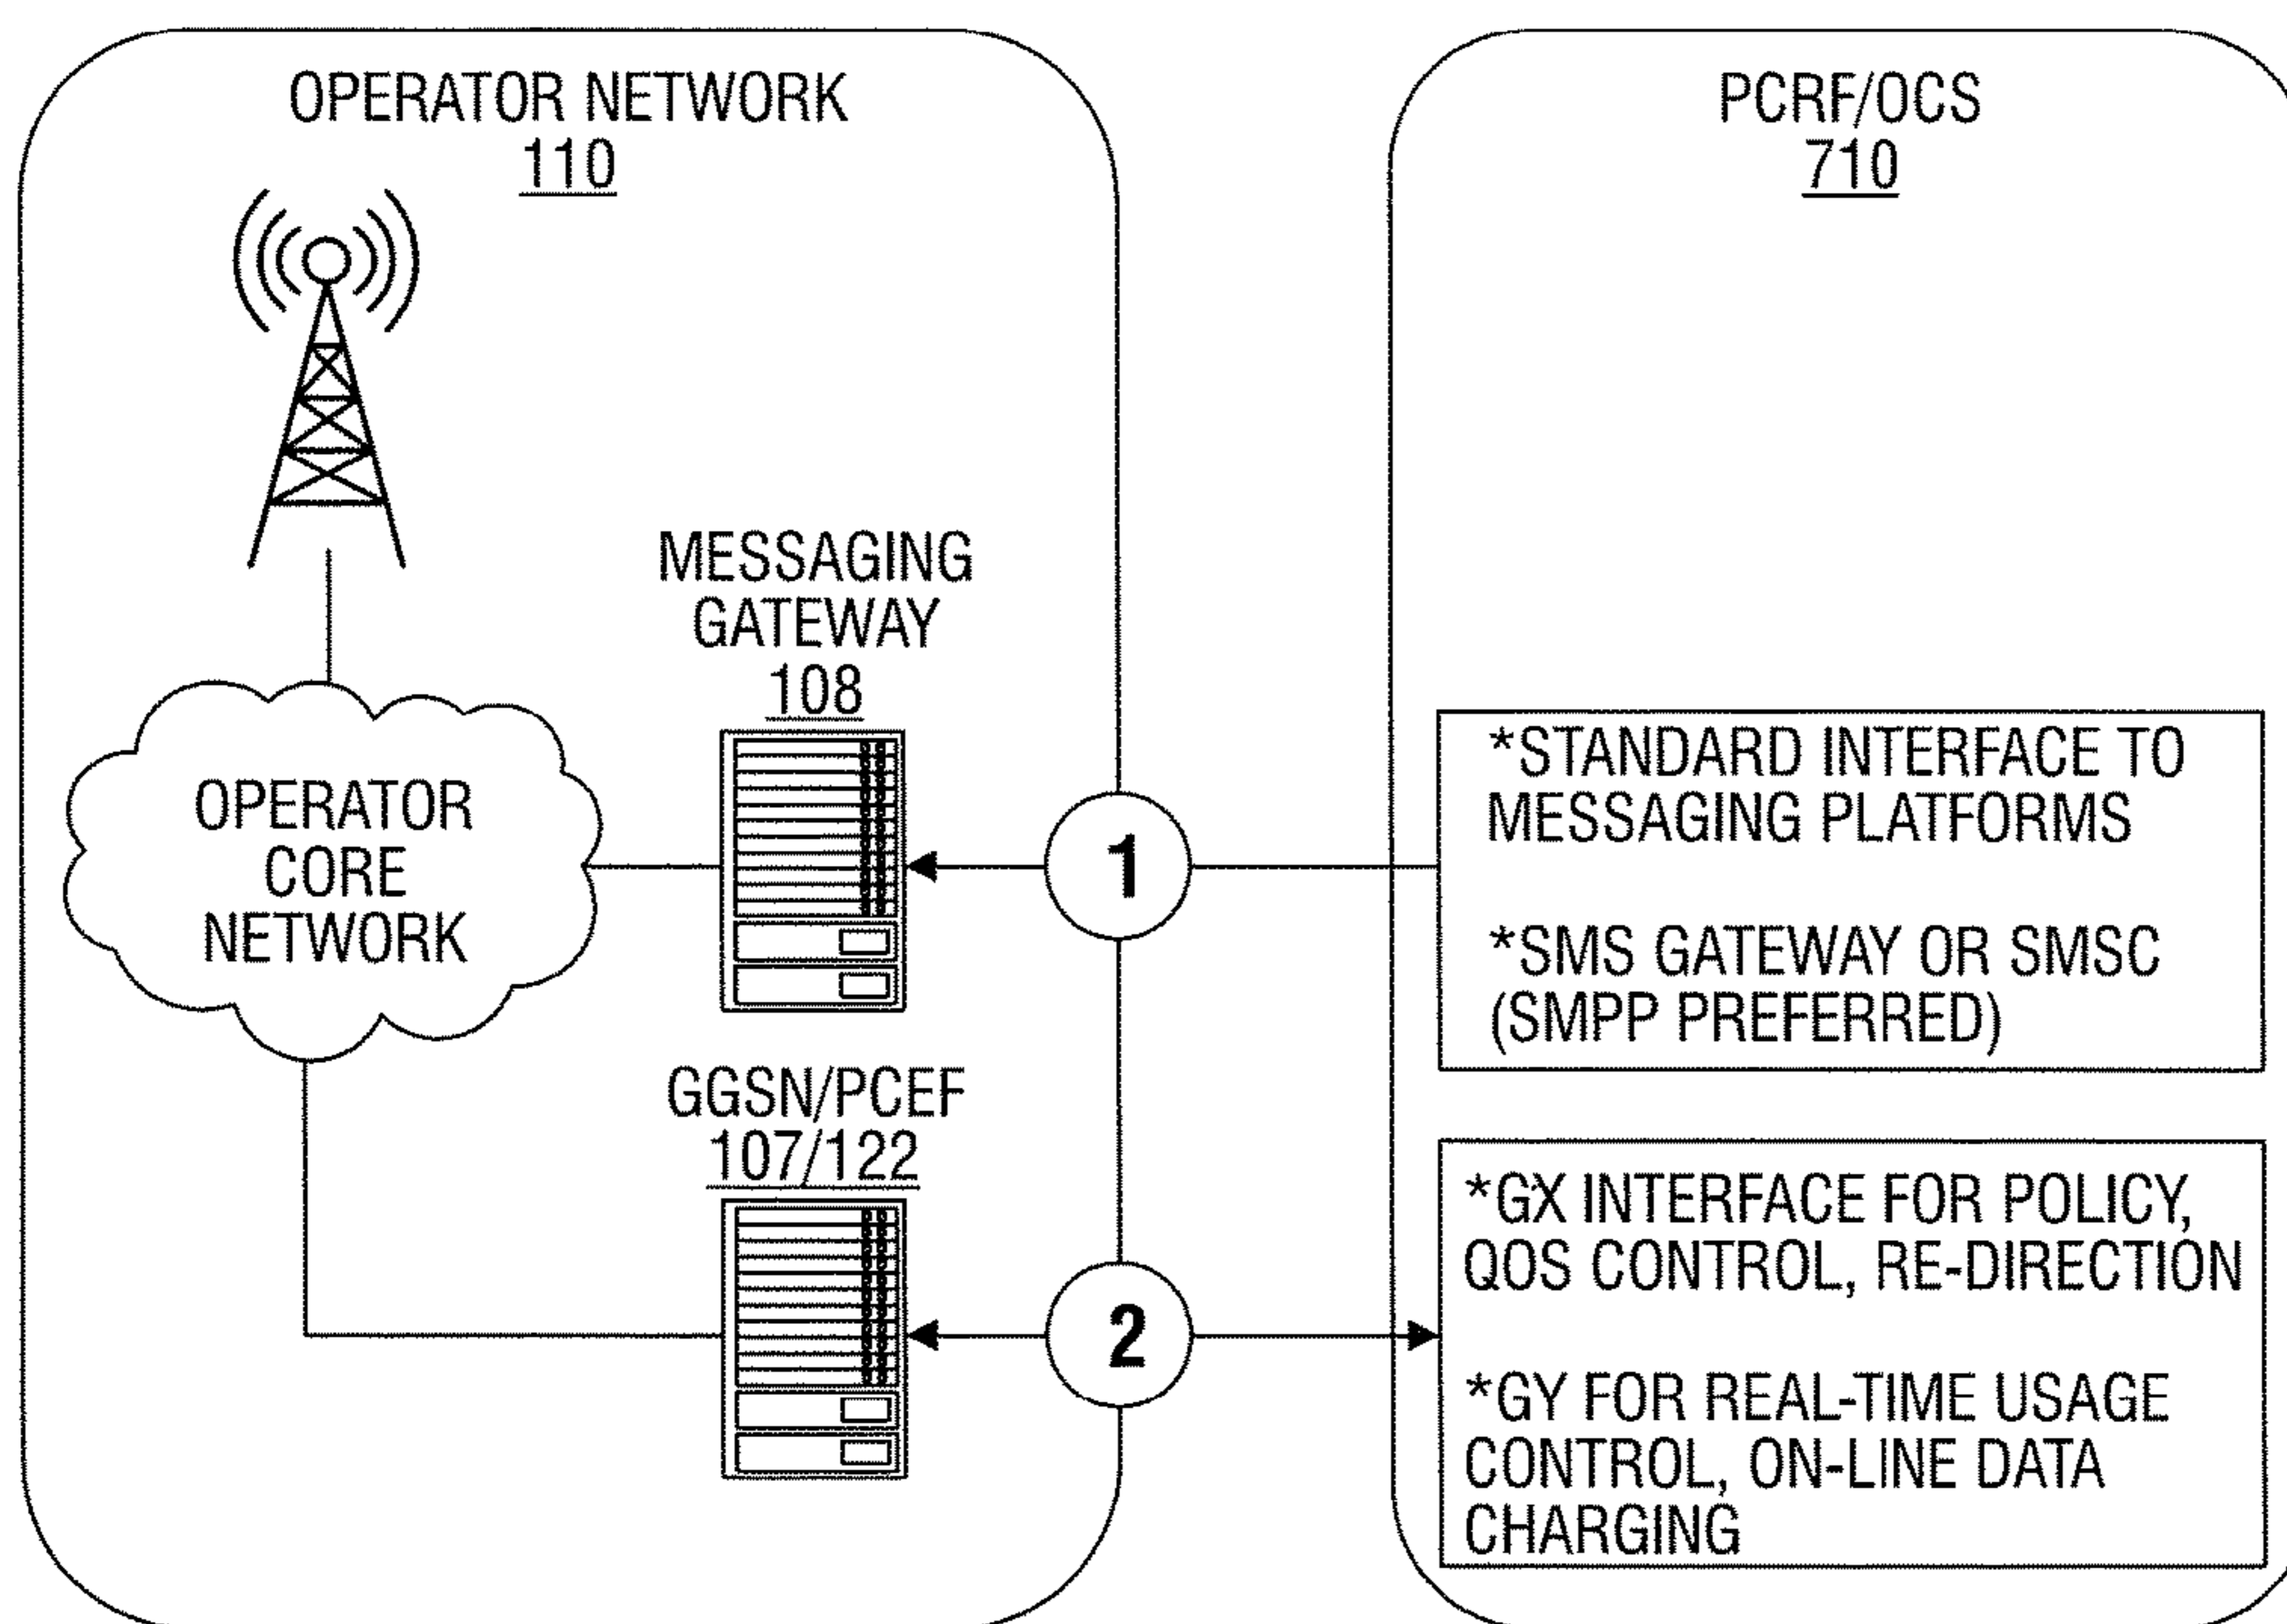 OPERATOR NETWORK
110
MESSAGING
GATEWAY
108
OPERATOR
CORE
NETWORK
GGSN/PCEF
107/122
1
2
PCRF/OCS
710
*STANDARD INTERFACE TO
MESSAGING PLATFORMS
*SMS GATEWAY OR SMSC
(SMPP PREFERRED)
*GX INTERFACE FOR POLICY,
QOS CONTROL, RE-DIRECTION
*GY FOR REAL-TIME USAGE
CONTROL, ON-LINE DATA
CHARGING